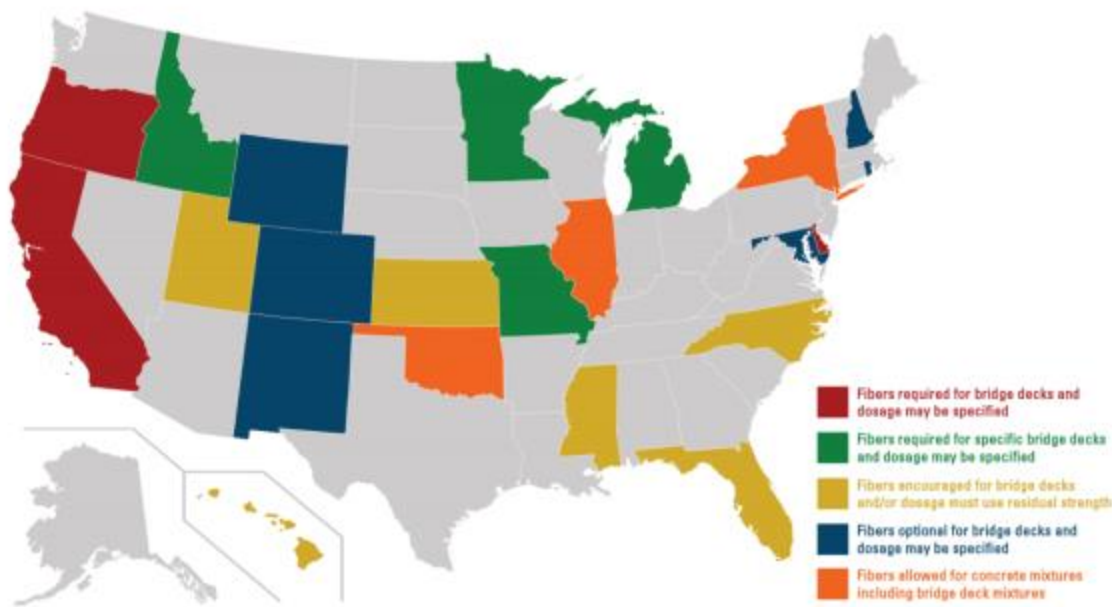 Fibers required for bridge decks and
dosage may be specified
Fibers required for specific bridge decks
and dosage may be specified
Fibers encouraged for bridge decks
and/or dosage must use residual strength
Fibers optional for bridge decks and
dosage may be specified
Fibers allowed for concrete mixtures
including bridge deck mixtures